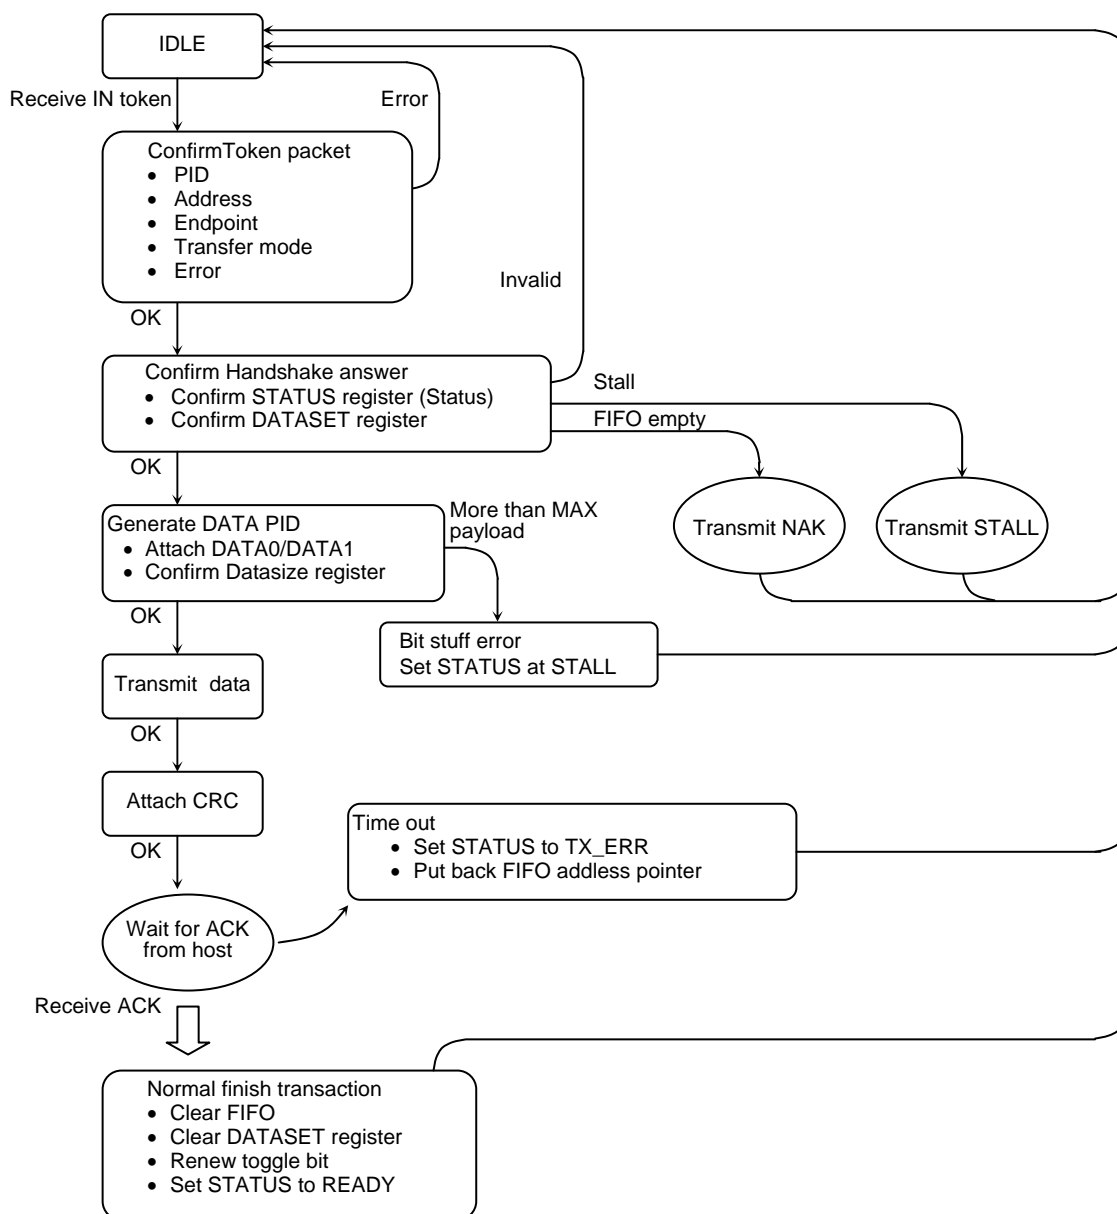 IDLE
Receive IN token
Error
ConfirmToken packet
• PID
• Address
• Endpoint
• Transfer mode
• Error
Invalid
OK
Confirm Handshake answer
• Confirm STATUS register (Status)
• Confirm DATASET register
Stall
FIFO empty
OK
Transmit NAK
Transmit STALL
Generate DATA PID
• Attach DATA0/DATA1
• Confirm Datasize register
More than MAX
payload
OK
Bit stuff error
Set STATUS at STALL
Transmit data
OK
Attach CRC
OK
Time out
• Set STATUS to TX_ERR
• Put back FIFO addless pointer
Wait for ACK
from host
Receive ACK
Normal finish transaction
• Clear FIFO
• Clear DATASET register
• Renew toggle bit
• Set STATUS to READY